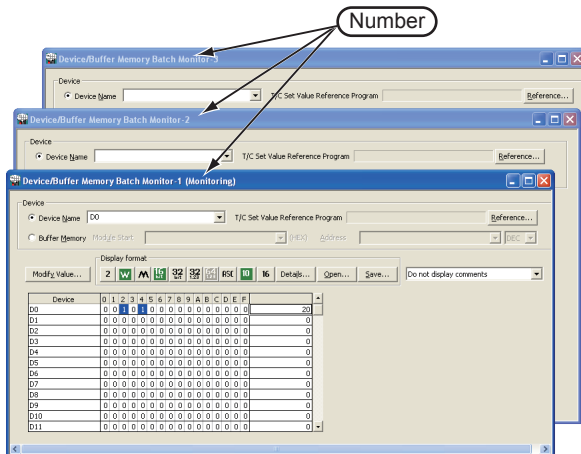 Number
Device/Buffer Memory Batch Monitor-3
Device
Device Name
T/C Set Value Reference Program
Reference...
Device/Buffer Memory Batch Monitor-2
Device
Device Name
T/C Set Value Reference Program
Reference...
Device/Buffer Memory Batch Monitor-1 (Monitoring)
Device
Device Name D0 T/C Set Value Reference Program Reference...
Buffer Memory Module Start (HEX) Address DEC
Display format
Modify Value... 2 W M 16 bit 32 bit 32 1.23 ASC 10 16 Details... Open... Save... Do not display comments
Device 0 1 2 3 4 5 6 7 8 9 A B C D E F
D0 0 0 1 0 1 0 0 0 0 0 0 0 0 0 0 0 20
D1 0 0 0 0 0 0 0 0 0 0 0 0 0 0 0 0 0
D2 0 0 0 0 0 0 0 0 0 0 0 0 0 0 0 0 0
D3 0 0 0 0 0 0 0 0 0 0 0 0 0 0 0 0 0
D4 0 0 0 0 0 0 0 0 0 0 0 0 0 0 0 0 0
D5 0 0 0 0 0 0 0 0 0 0 0 0 0 0 0 0 0
D6 0 0 0 0 0 0 0 0 0 0 0 0 0 0 0 0 0
D7 0 0 0 0 0 0 0 0 0 0 0 0 0 0 0 0 0
D8 0 0 0 0 0 0 0 0 0 0 0 0 0 0 0 0 0
D9 0 0 0 0 0 0 0 0 0 0 0 0 0 0 0 0 0
D10 0 0 0 0 0 0 0 0 0 0 0 0 0 0 0 0 0
D11 0 0 0 0 0 0 0 0 0 0 0 0 0 0 0 0 0